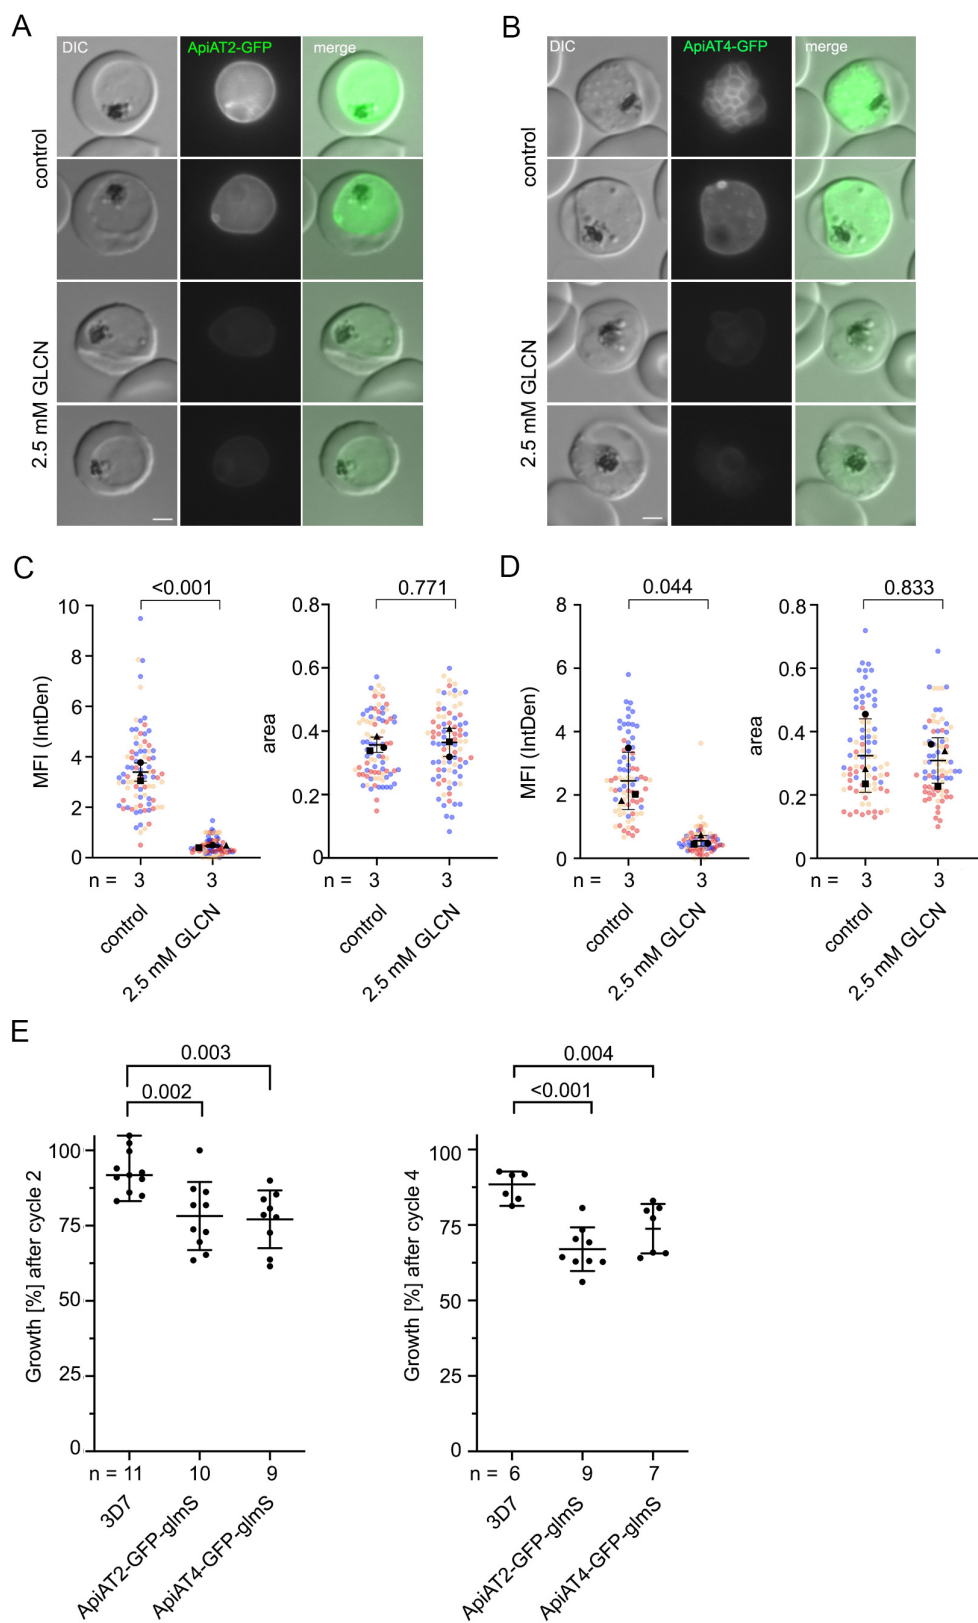 A
DIC
ApiAT2-GFP
merge
control
2.5 mM GLCN
B
DIC
ApiAT4-GFP
merge
control
2.5 mM GLCN
C
<0.001
MFI (IntDen)
10
8
6
4
2
0
n = 3 3
control
2.5 mM GLCN
0.771
area
0.8
0.6
0.4
0.2
0
n = 3 3
control
2.5 mM GLCN
D
0.044
MFI (IntDen)
8
6
4
2
0
n = 3 3
control
2.5 mM GLCN
0.833
area
0.8
0.6
0.4
0.2
0
n = 3 3
control
2.5 mM GLCN
E
0.003
0.002
Growth [%] after cycle 2
100
75
50
25
0
n = 11 10 9
3D7
ApiAT2-GFP-glmS
ApiAT4-GFP-glmS
0.004
<0.001
Growth [%] after cycle 4
100
75
50
25
0
n = 6 9 7
3D7
ApiAT2-GFP-glmS
ApiAT4-GFP-glmS